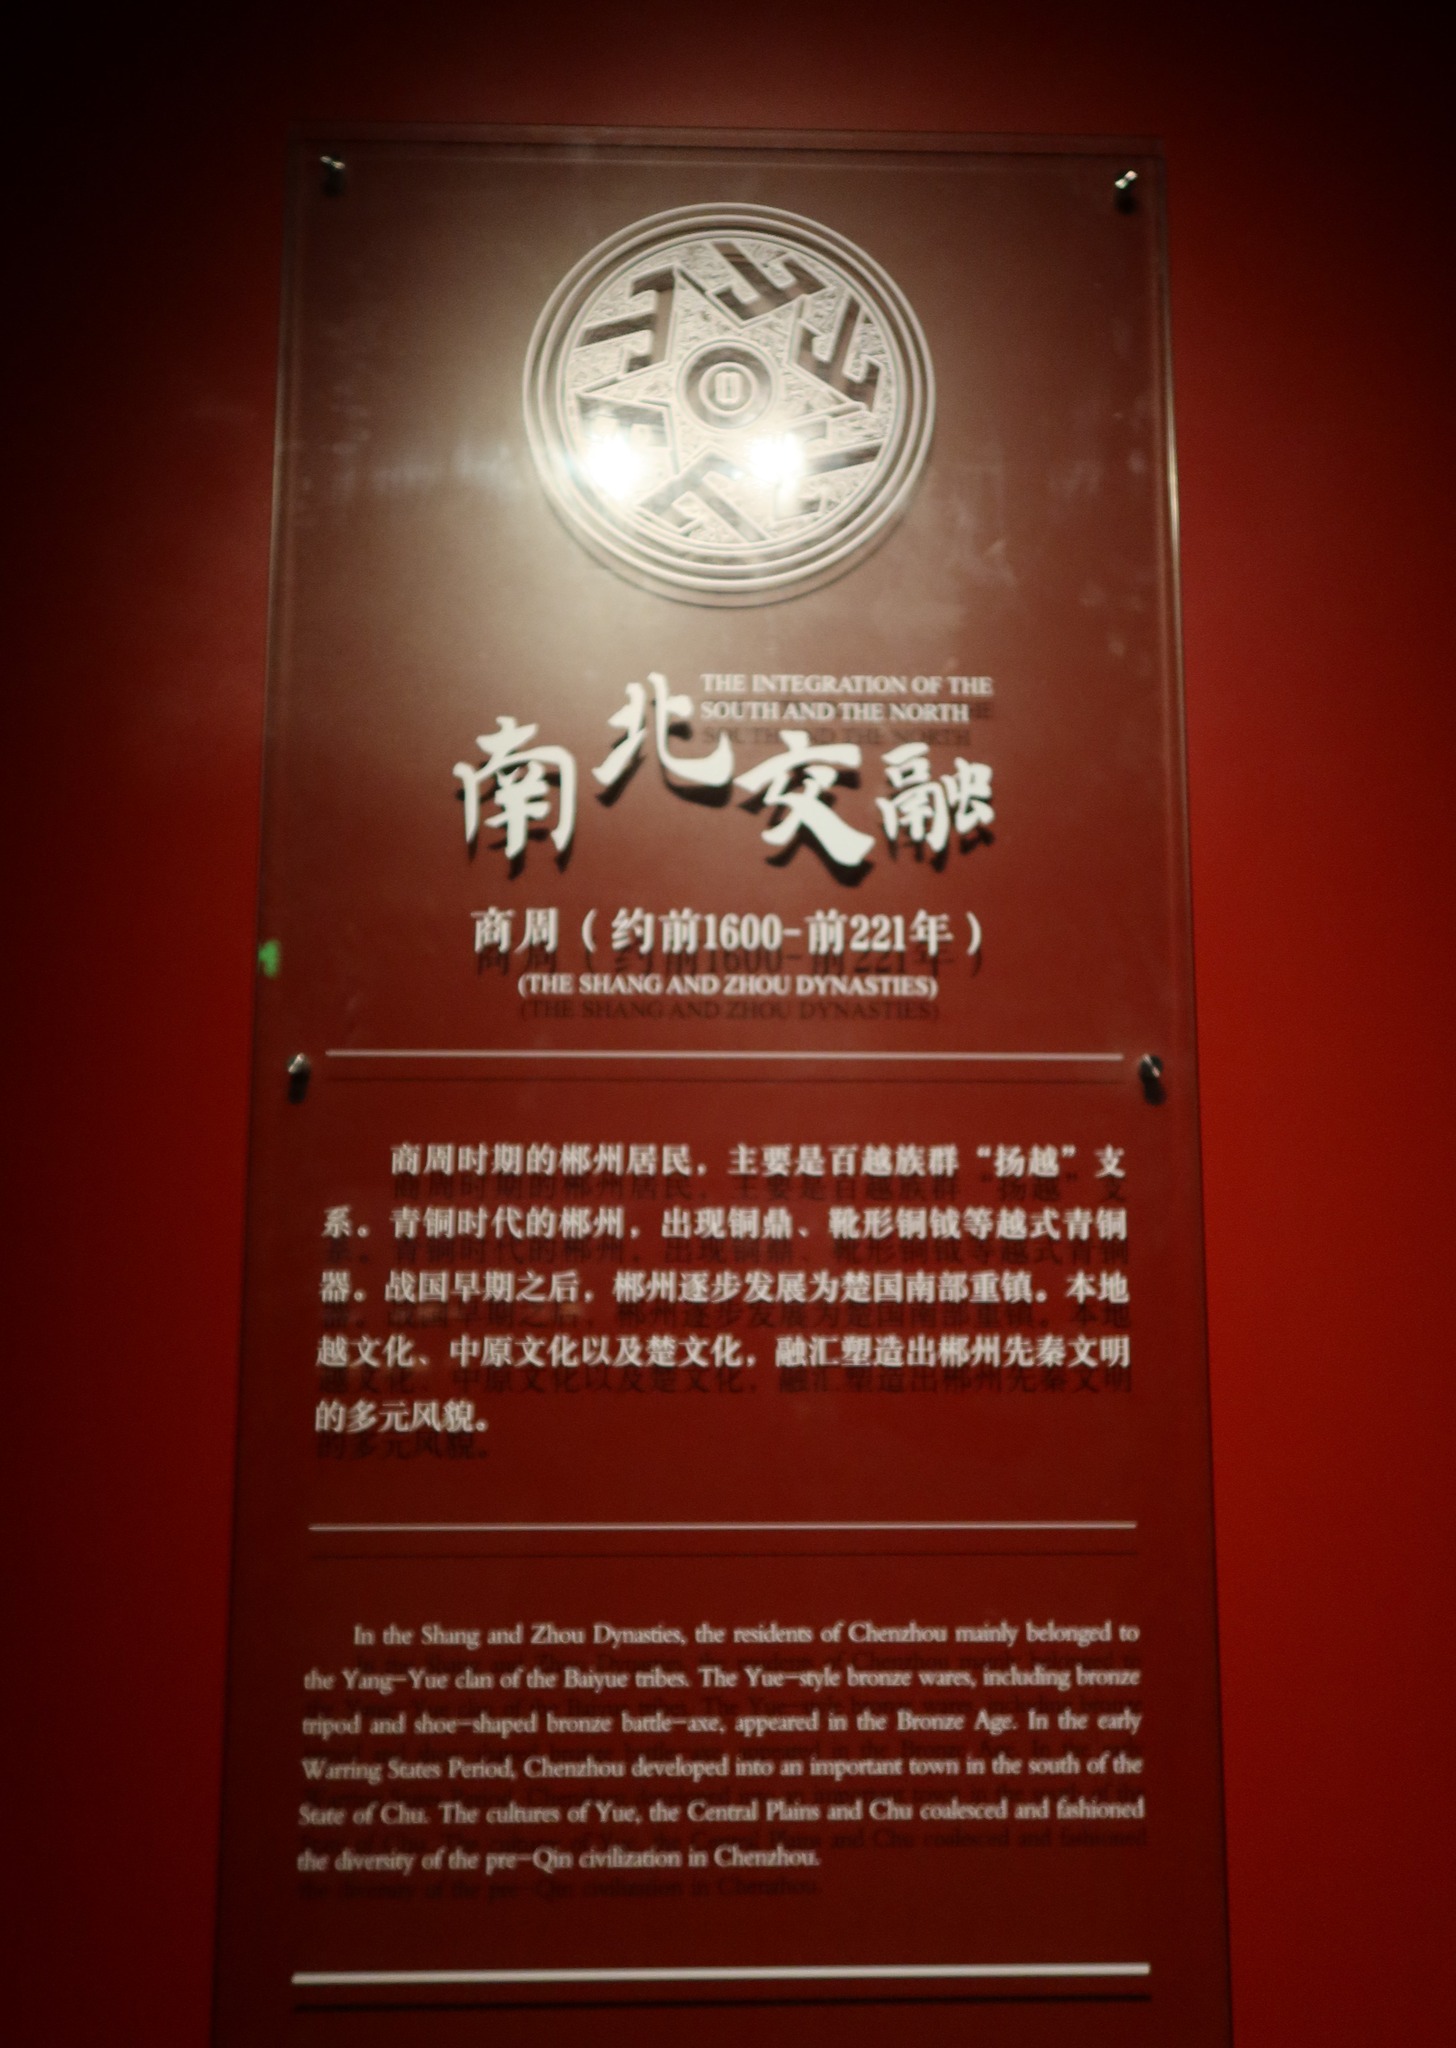 THE INTEGRATION OF THE
SOUTH AND THE NORTH
南北交融
商周（约前1600-前221年）
(THE SHANG AND ZHOU DYNASTIES)
商周时期的郴州居民，主要是百越族群“扬越”支
系。青铜时代的郴州，出现铜鼎、靴形铜钺等越式青铜
器。战国早期之后，郴州逐步发展为楚国南部重镇。本地
越文化、中原文化以及楚文化，融汇塑造出郴州先秦文明
的多元风貌。
In the Shang and Zhou Dynasties, the residents of Chenzhou mainly belonged to
the Yang-Yue clan of the Baiyue tribes. The Yue-style bronze wares, including bronze
tripod and shoe-shaped bronze battle-axe, appeared in the Bronze Age. In the early
Warring States Period, Chenzhou developed into an important town in the south of the
State of Chu. The cultures of Yue, the Central Plains and Chu coalesced and fashioned
the diversity of the pre-Qin civilization in Chenzhou.